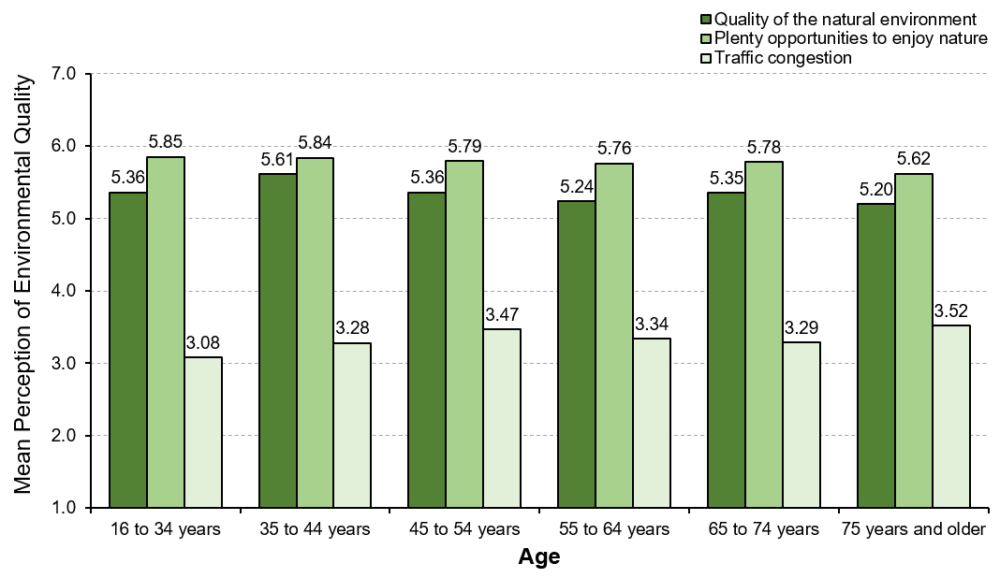 Quality of the natural environment
Plenty opportunities to enjoy nature
Traffic congestion
Mean Perception of Environmental Quality
7.0
6.0
5.0
4.0
3.0
2.0
1.0
5.36
5.85
3.08
5.61
5.84
3.28
5.36
5.79
3.47
5.24
5.76
3.34
5.35
5.78
3.29
5.20
5.62
3.52
16 to 34 years
35 to 44 years
45 to 54 years
55 to 64 years
65 to 74 years
75 years and older
Age